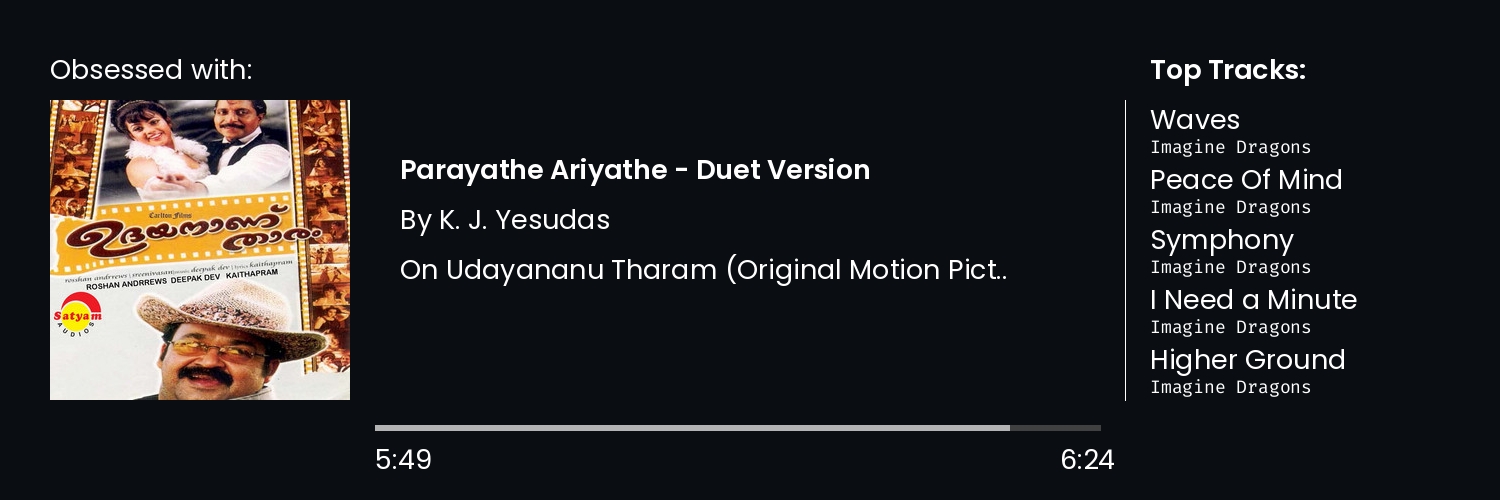 Obsessed with:
Carlton Films
ഉദയനാണ്
താരം
roshan andrrews | sreenivasan deepak dev | lyrics kaithapram
ROSHAN ANDRREWS DEEPAK DEV KAITHAPRAM
Satyam
AUDIOS
Parayathe Ariyathe - Duet Version
By K. J. Yesudas
On Udayananu Tharam (Original Motion Pict..
5:49
6:24
Top Tracks:
Waves
Imagine Dragons
Peace Of Mind
Imagine Dragons
Symphony
Imagine Dragons
I Need a Minute
Imagine Dragons
Higher Ground
Imagine Dragons